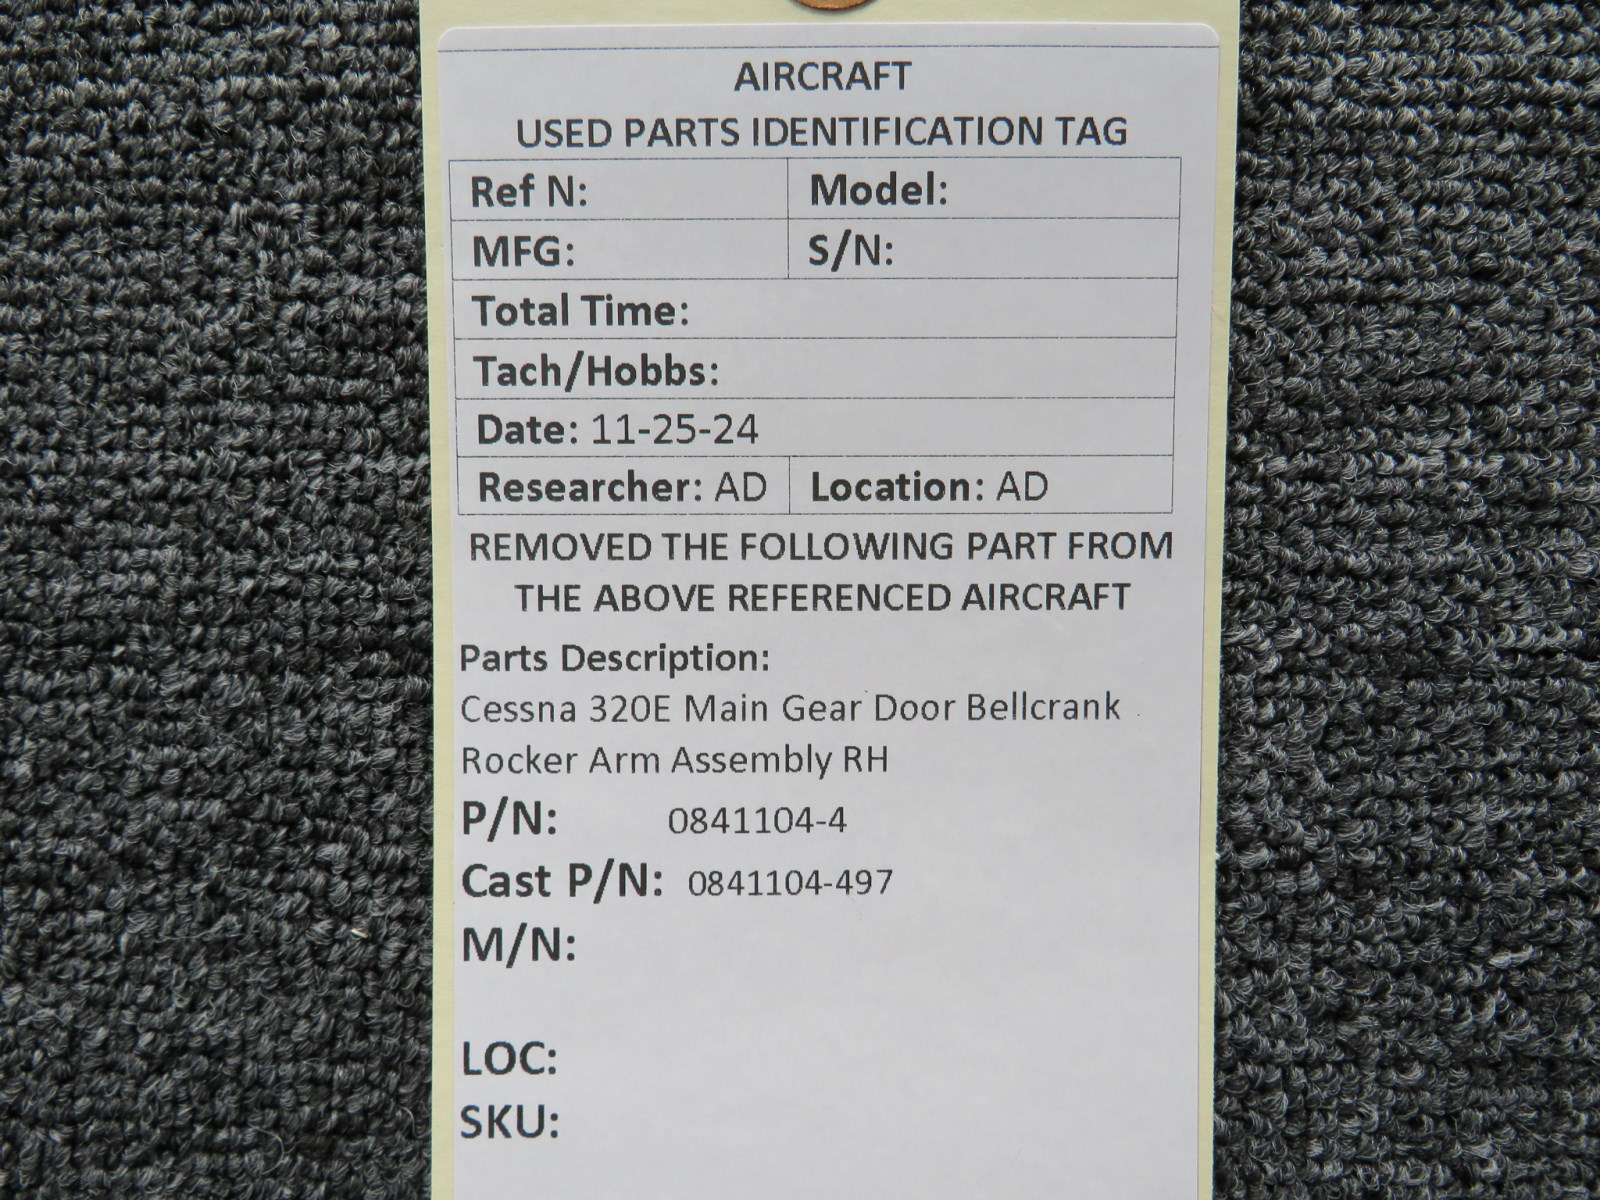 AIRCRAFT
USED PARTS IDENTIFICATION TAG
Ref N: Model:
MFG: S/N:
Total Time:
Tach/Hobbs:
Date: 11-25-24
Researcher: AD Location: AD
REMOVED THE FOLLOWING PART FROM
THE ABOVE REFERENCED AIRCRAFT
Parts Description:
Cessna 320E Main Gear Door Bellcrank
Rocker Arm Assembly RH
P/N: 0841104-4
Cast P/N: 0841104-497
M/N:
LOC:
SKU: